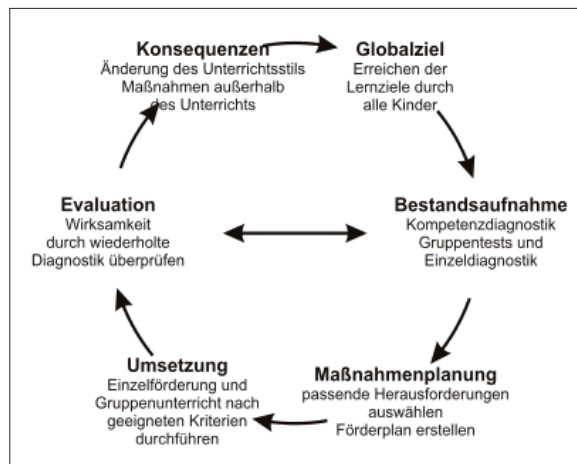 Konsequenzen
Änderung des Unterrichtsstils
Maßnahmen außerhalb
des Unterrichts
Globalziel
Erreichen der
Lernziele durch
alle Kinder
Bestandsaufnahme
Kompetenzdiagnostik
Gruppentests und
Einzeldiagnostik
Maßnahmenplanung
passende Herausforderungen
auswählen
Förderplan erstellen
Umsetzung
Einzelförderung und
Gruppenunterricht nach
geeigneten Kriterien
durchführen
Evaluation
Wirksamkeit
durch wiederholte
Diagnostik überprüfen